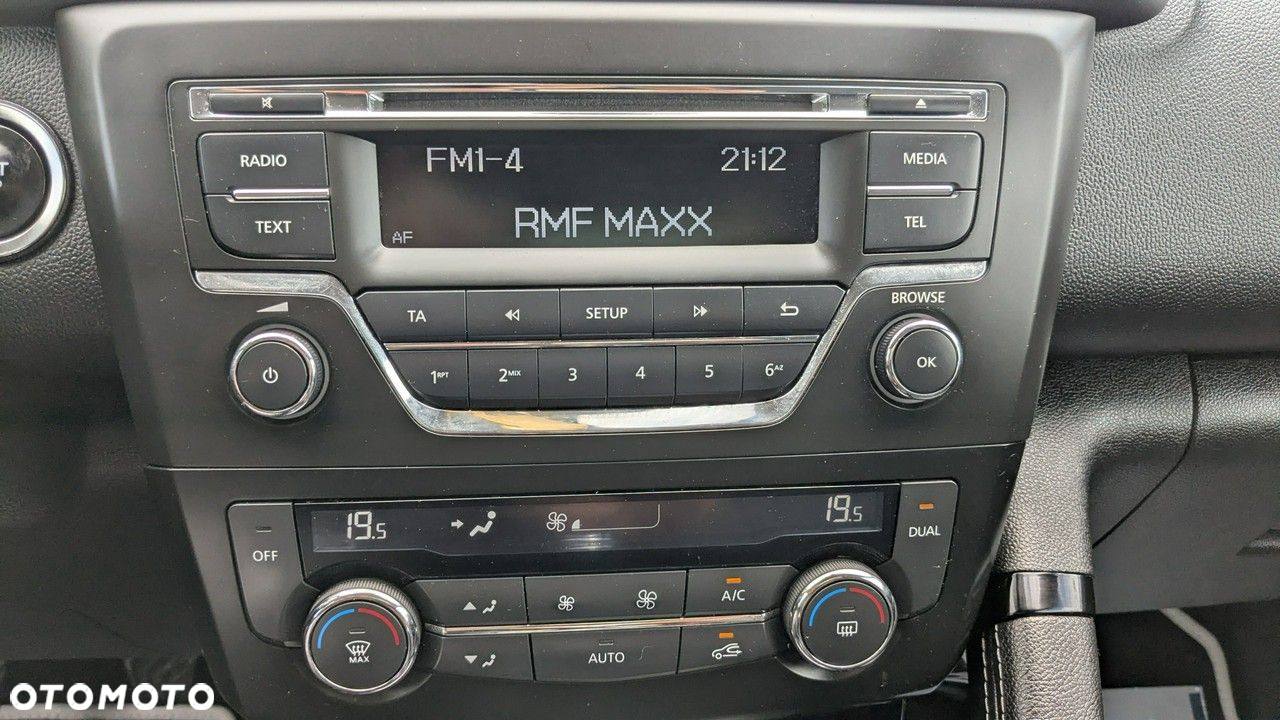 RADIO
TEXT
FM1-4 21:12
RMF MAXX
AF
MEDIA
TEL
TA SETUP
BROWSE
1RPT 2MIX 3 4 5 6AZ
OK
OFF
19.5 19.5
DUAL
A/C
MAX
AUTO
OTOMOTO